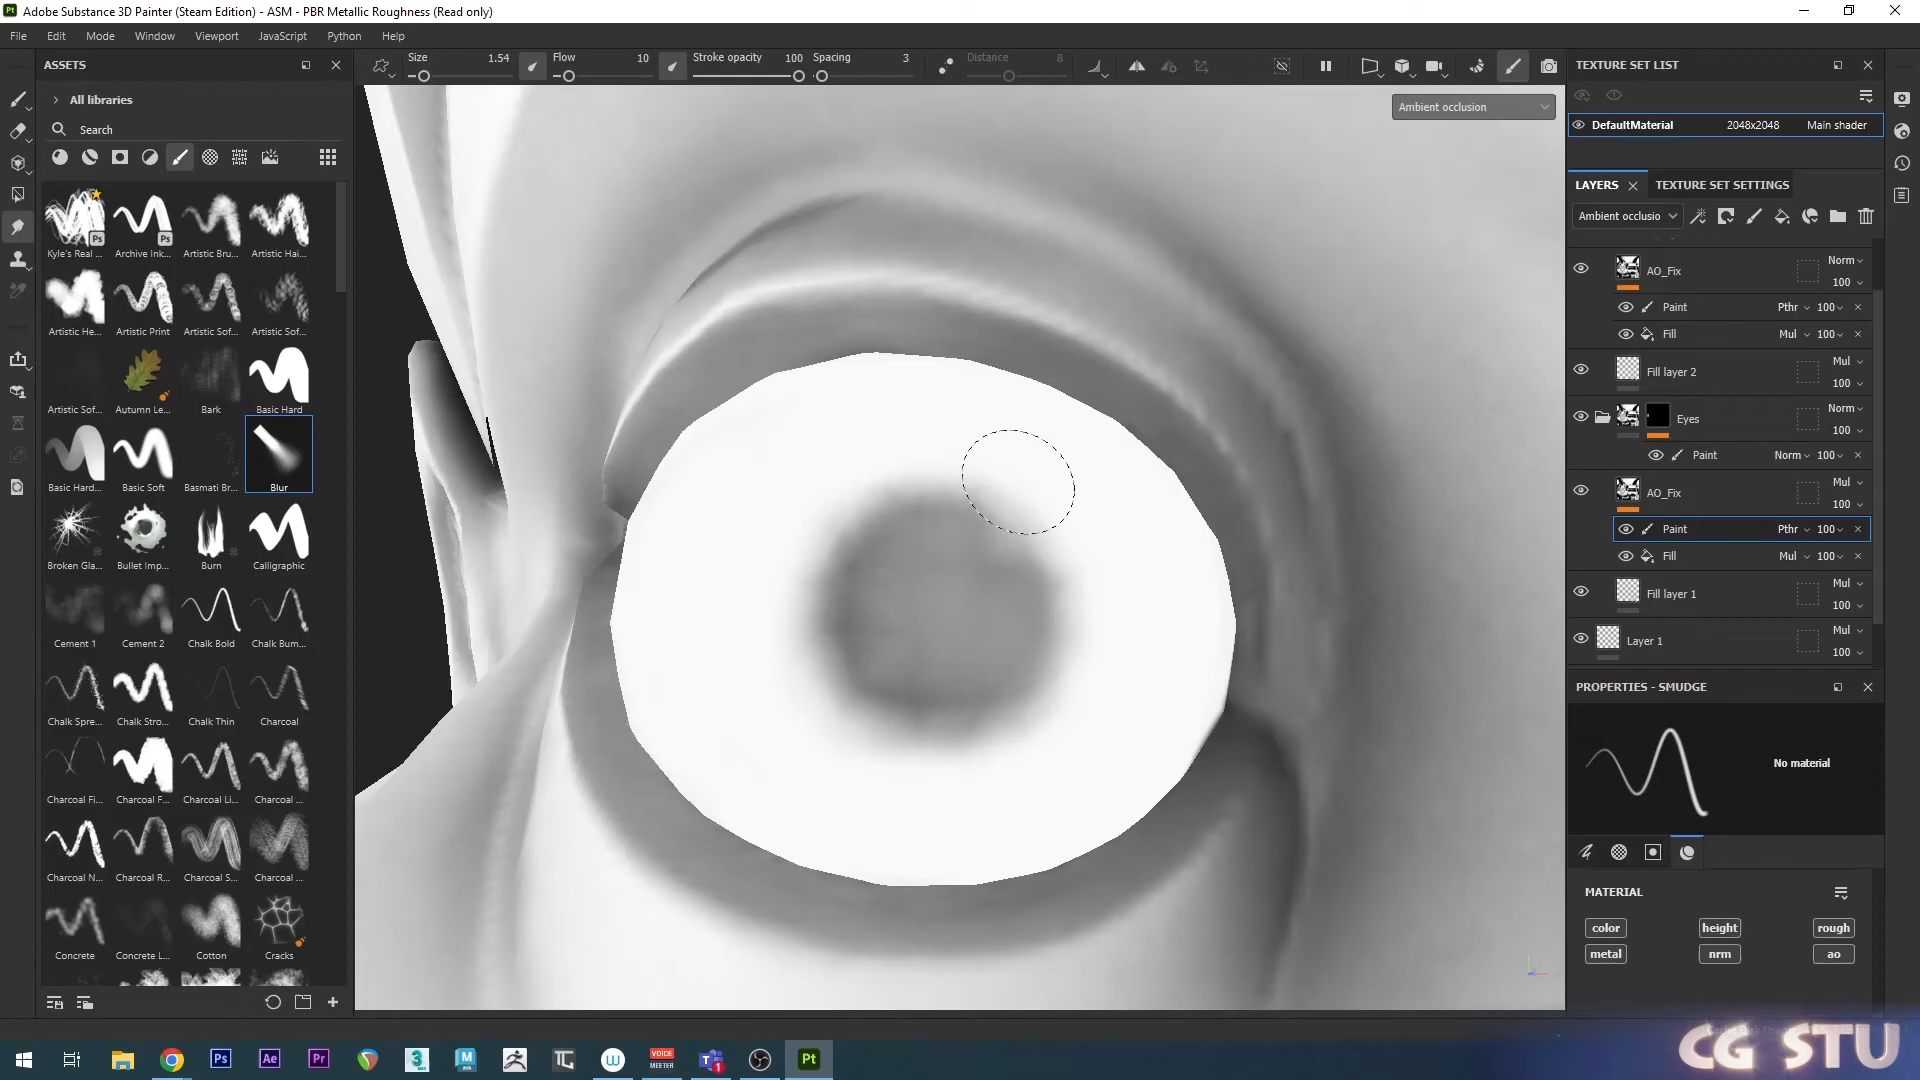 Adobe Substance 3D Painter (Steam Edition) - ASM - PBR Metallic Roughness (Read only)
File Edit Mode Window Viewport JavaScript Python Help
ASSETS
All libraries
Search
Kyle's Real ... Archive Ink... Artistic Bru... Artistic Hai...
Artistic He... Artistic Print Artistic Sof... Artistic Sof...
Artistic Sof... Autumn Le... Bark Basic Hard
Basic Hard... Basic Soft Basmati Br... Blur
Broken Gla... Bullet Imp... Burn Calligraphic
Cement 1 Cement 2 Chalk Bold Chalk Bum...
Chalk Spre... Chalk Stro... Chalk Thin Charcoal
Charcoal Fi... Charcoal F... Charcoal Li... Charcoal ...
Charcoal N... Charcoal R... Charcoal S... Charcoal ...
Concrete Concrete L... Cotton Cracks
Size 1.54 Flow 10 Stroke opacity 100 Spacing 3 Distance 8
Ambient occlusion
TEXTURE SET LIST
DefaultMaterial 2048x2048 Main shader
LAYERS TEXTURE SET SETTINGS
Ambient occlusio
AO_Fix Norm 100
Paint Pthr 100
Fill Mul 100
Fill layer 2 Mul 100
Eyes Norm 100
Paint Norm 100
AO_Fix Mul 100
Paint Pthr 100
Fill Mul 100
Fill layer 1 Mul 100
Layer 1 Mul 100
PROPERTIES - SMUDGE
No material
MATERIAL
color height rough
metal nrm ao
CG STU